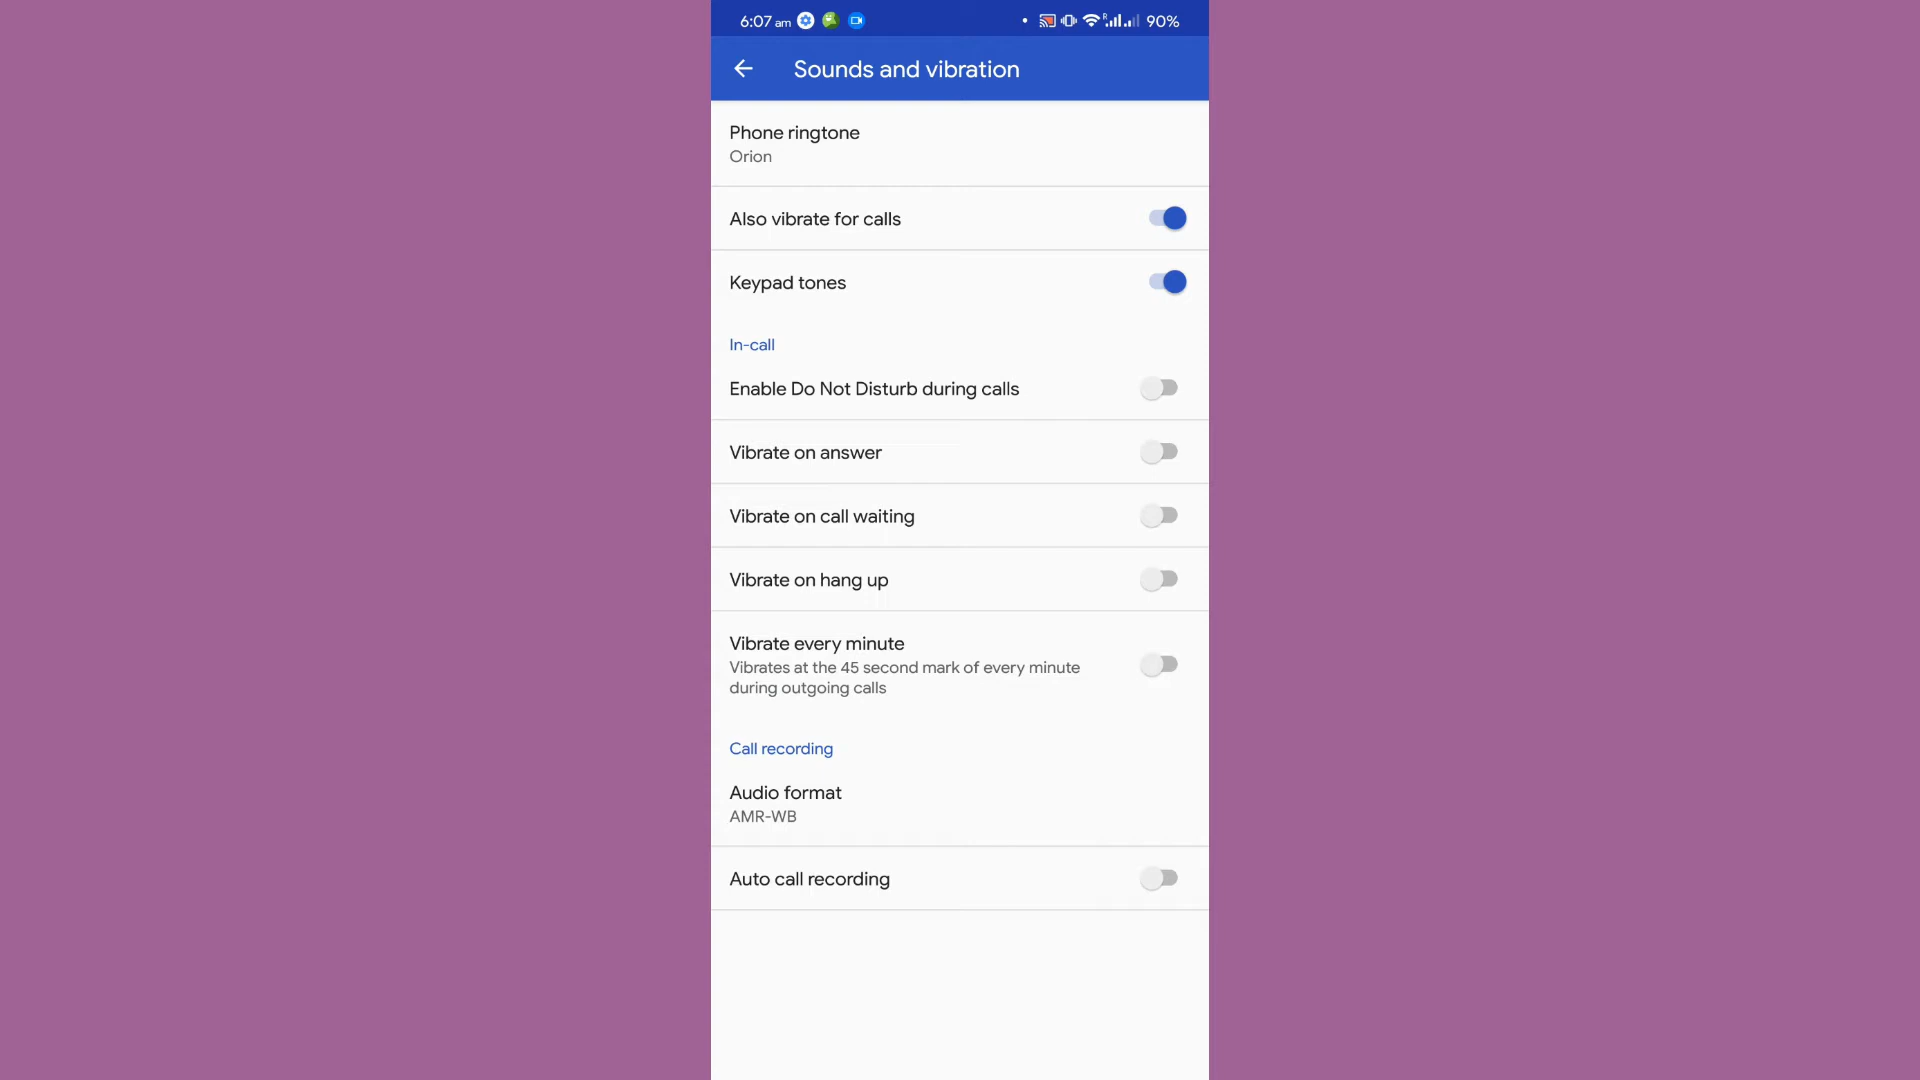 6:07 am
R
90%
Sounds and vibration
Phone ringtone
Orion
Also vibrate for calls
Keypad tones
In-call
Enable Do Not Disturb during calls
Vibrate on answer
Vibrate on call waiting
Vibrate on hang up
Vibrate every minute
Vibrates at the 45 second mark of every minute
during outgoing calls
Call recording
Audio format
AMR-WB
Auto call recording